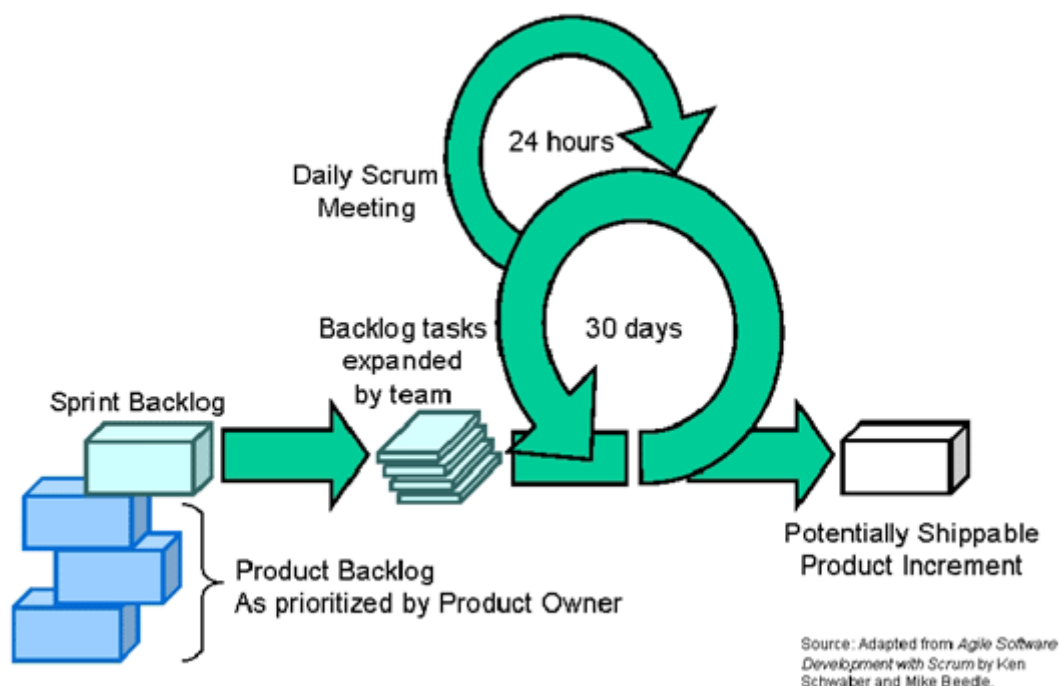 24 hours
Daily Scrum
Meeting
30 days
Backlog tasks
expanded
by team
Sprint Backlog
Potentially Shippable
Product Increment
Product Backlog
As prioritized by Product Owner
Source: Adapted from Agile Software
Development with Scrum by Ken
Schwaber and Mike Beedle.